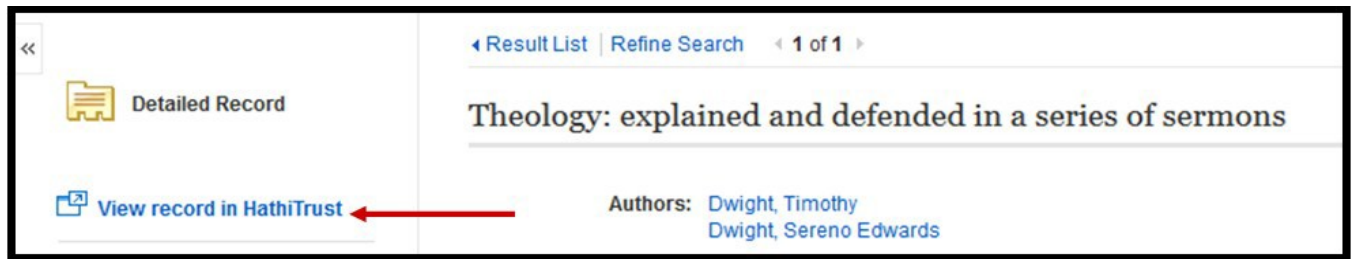 «
Result List | Refine Search 1 of 1
Detailed Record
Theology: explained and defended in a series of sermons
View record in HathiTrust
Authors: Dwight, Timothy
Dwight, Sereno Edwards